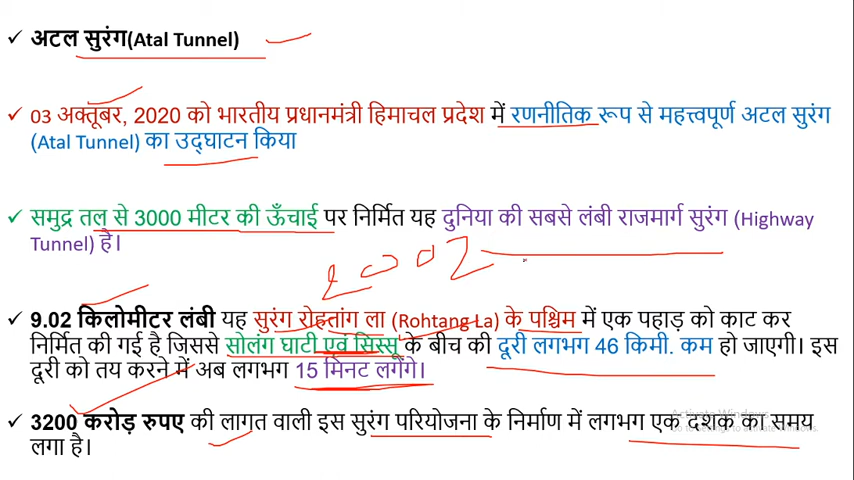 ✓ अटल सुरंग(Atal Tunnel)
✓ 03 अक्तूबर, 2020 को भारतीय प्रधानमंत्री हिमाचल प्रदेश में रणनीतिक रूप से महत्त्वपूर्ण अटल सुरंग
(Atal Tunnel) का उद्घाटन किया
✓ समुद्र तल से 3000 मीटर की ऊँचाई पर निर्मित यह दुनिया की सबसे लंबी राजमार्ग सुरंग (Highway
Tunnel) है।
2002
✓ 9.02 किलोमीटर लंबी यह सुरंग रोहतांग ला (Rohtang La) के पश्चिम में एक पहाड़ को काट कर
निर्मित की गई है जिससे सोलंग घाटी एवं सिस्सू के बीच की दूरी लगभग 46 किमी. कम हो जाएगी। इस
दूरी को तय करने में अब लगभग 15 मिनट लगेंगे।
✓ 3200 करोड़ रुपए की लागत वाली इस सुरंग परियोजना के निर्माण में लगभग एक दशक का समय
लगा है।
Activate Windows